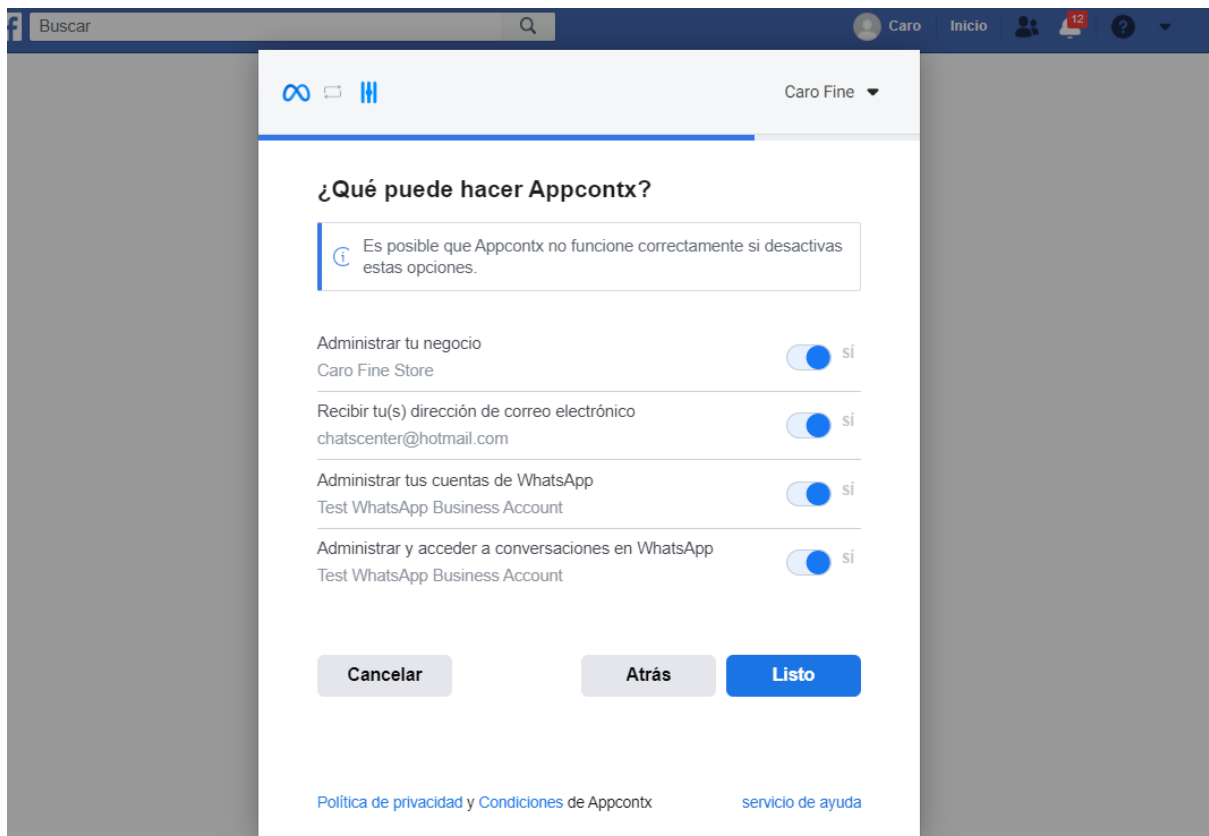 f Buscar Caro Inicio 12 ?
Caro Fine
¿Qué puede hacer Appcontx?
Es posible que Appcontx no funcione correctamente si desactivas
estas opciones.
Administrar tu negocio
Caro Fine Store
SÍ
Recibir tu(s) dirección de correo electrónico
chatscenter@hotmail.com
SÍ
Administrar tus cuentas de WhatsApp
Test WhatsApp Business Account
SÍ
Administrar y acceder a conversaciones en WhatsApp
Test WhatsApp Business Account
SÍ
Cancelar Atrás Listo
Política de privacidad y Condiciones de Appcontx servicio de ayuda